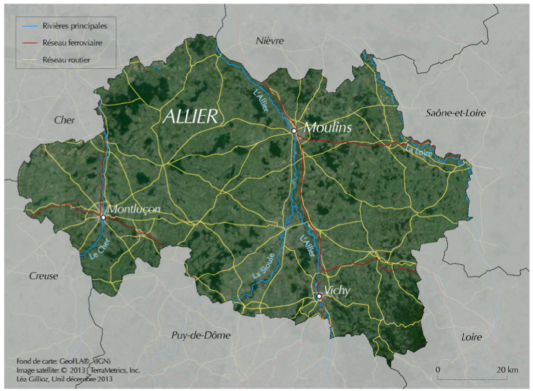 Rivières principales
Réseau ferroviaire
Réseau routier
Nièvre
Cher
ALLIER
L'Allier
Moulins
Saône-et-Loire
La Loire
Montluçon
Le Cher
La Sioule
L'Allier
Creuse
Vichy
Puy-de-Dôme
Loire
Fond de carte: GeoFLA®, ©IGN
Image satellite: © 2013 TerraMetrics, Inc.
Léa Gillioz, Unil décembre 2013
0 20 km